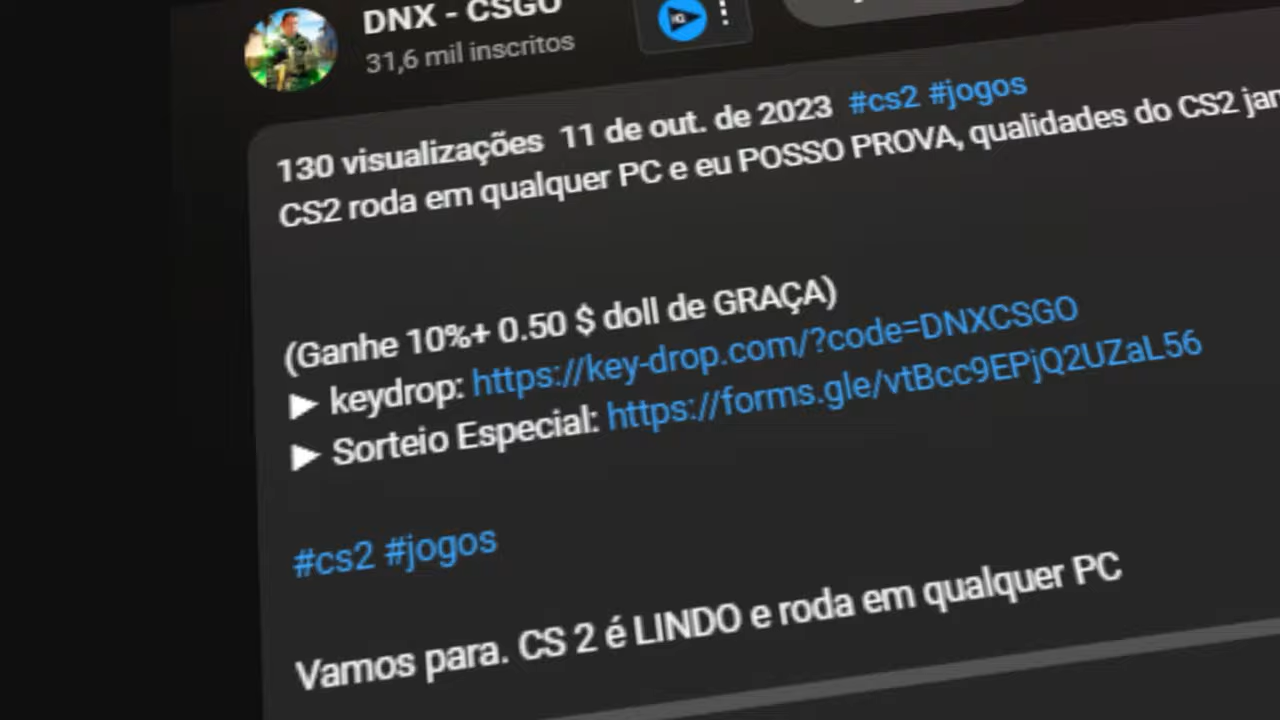 DNX - CSGO
31,6 mil inscritos
130 visualizações 11 de out. de 2023 #cs2 #jogos
CS2 roda em qualquer PC e eu POSSO PROVA, qualidades do CS2
(Ganhe 10%+ 0.50 $ doll de GRAÇA)
► keydrop: https://key-drop.com/?code=DNXCSGO
► Sorteio Especial: https://forms.gle/vtBcc9EPjQ2UZaL56
#cs2 #jogos
Vamos para. CS 2 é LINDO e roda em qualquer PC